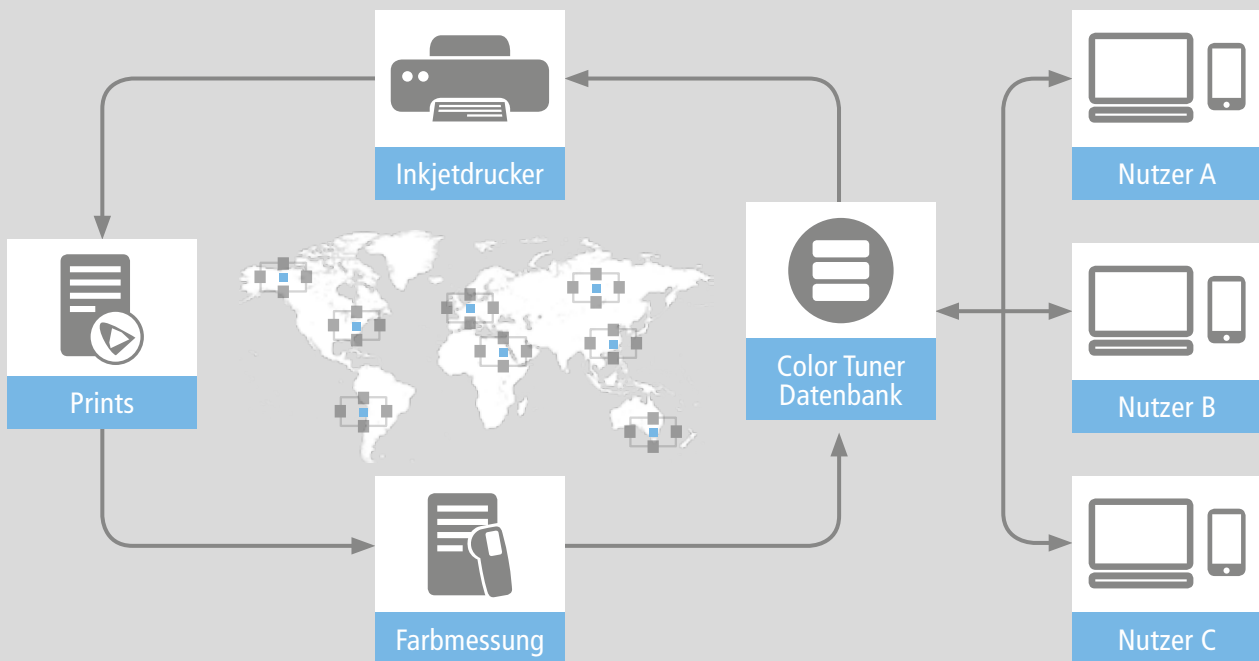 Inkjetdrucker
Nutzer A
Prints
Color Tuner
Datenbank
Nutzer B
Farbmessung
Nutzer C